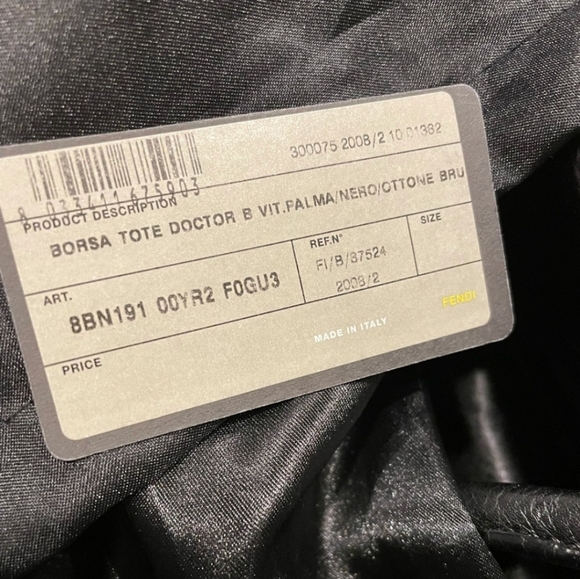 300075 2008/2 10 01382
8 033411 675903
PRODUCT DESCRIPTION
BORSA TOTE DOCTOR B VIT.PALMA/NERO/OTTONE BRU
ART.
8BN191 00YR2 F0GU3
REF.N°
FI/B/37524
2008/2
SIZE
PRICE
MADE IN ITALY
FENDI